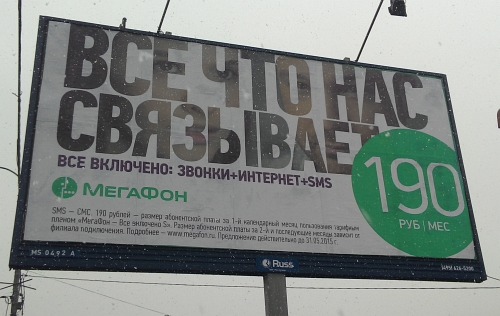 ВСЕ ЧТО НАС
СВЯЗЫВАЕТ
ВСЕ ВКЛЮЧЕНО: ЗВОНКИ+ИНТЕРНЕТ+SMS
190
РУБ | МЕС
МЕГАФОН
SMS — СМС. 190 рублей — размер абонентской платы за 1-й календарный месяц пользования тарифным
планом «МегаФон — Все включено S». Размер абонентской платы за 2-й и последующие месяцы зависит от
филиала подключения. Подробнее — www.megafon.ru. Предложение действительно до 31.05.2015 г.
MS 0492 A
Russ